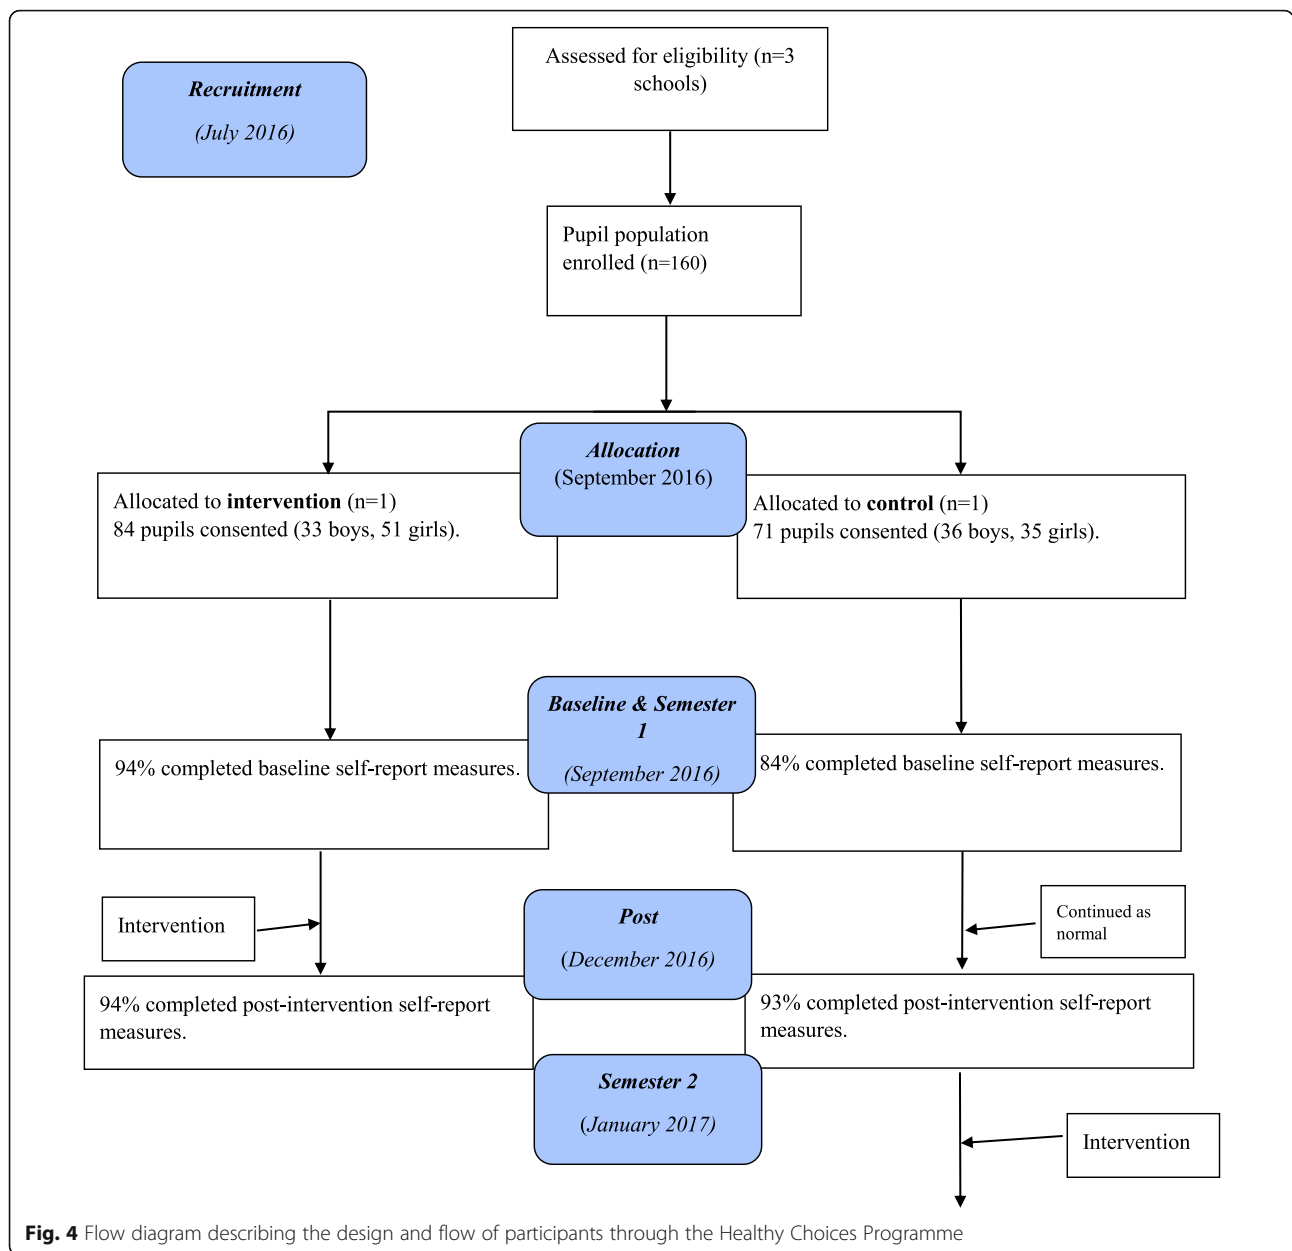 Assessed for eligibility (n=3
schools)
Recruitment
(July 2016)
Pupil population
enrolled (n=160)
Allocation
(September 2016)
Allocated to intervention (n=1)
84 pupils consented (33 boys, 51 girls).
Allocated to control (n=1)
71 pupils consented (36 boys, 35 girls).
Baseline & Semester
1
(September 2016)
94% completed baseline self-report measures.
84% completed baseline self-report measures.
Intervention
Post
(December 2016)
Continued as
normal
94% completed post-intervention self-report
measures.
93% completed post-intervention self-report
measures.
Semester 2
(January 2017)
Intervention
Fig. 4 Flow diagram describing the design and flow of participants through the Healthy Choices Programme